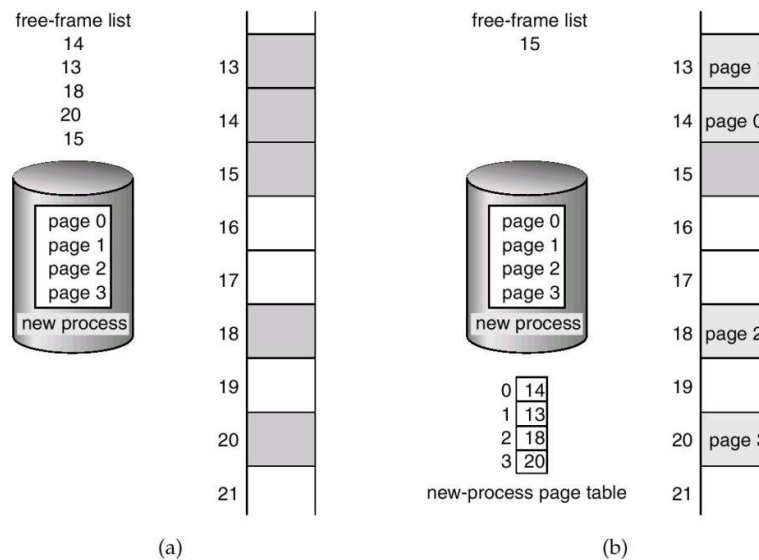 free-frame list
14
13
18
20
15
page 0
page 1
page 2
page 3
new process
13
14
15
16
17
18
19
20
21
(a)
free-frame list
15
page 0
page 1
page 2
page 3
new process
0 14
1 13
2 18
3 20
new-process page table
13 page 1
14 page 0
15
16
17
18 page 2
19
20 page 3
21
(b)